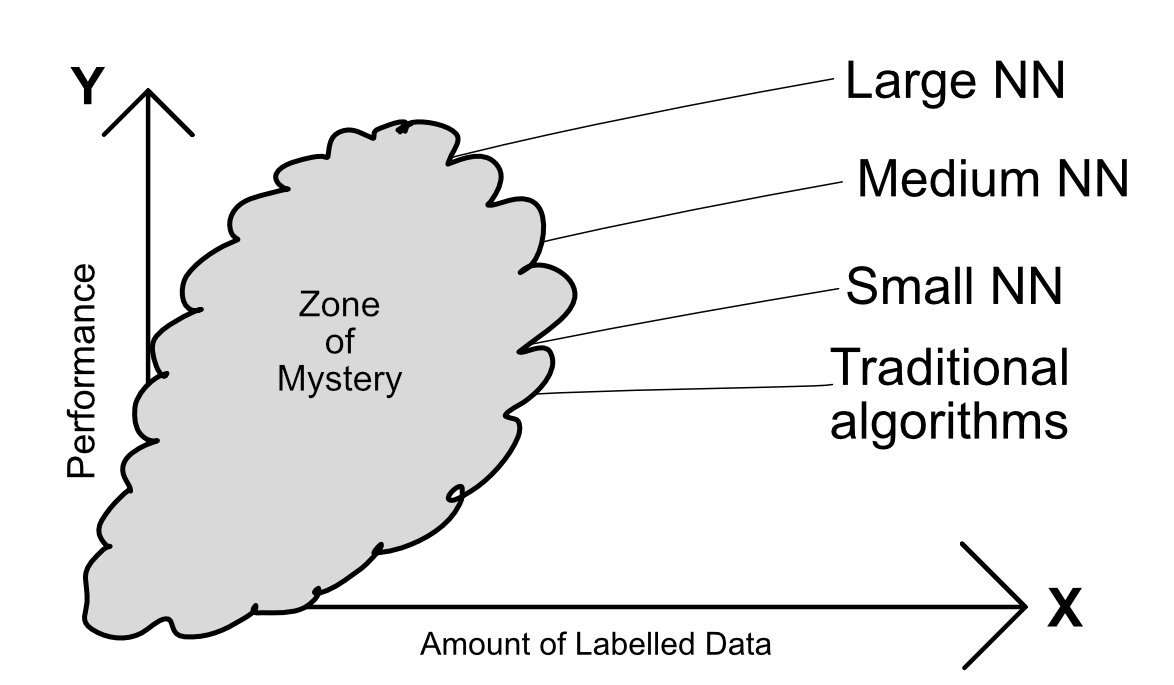 Y
Large NN
Medium NN
Small NN
Traditional
algorithms
Zone
of
Mystery
Performance
X
Amount of Labelled Data